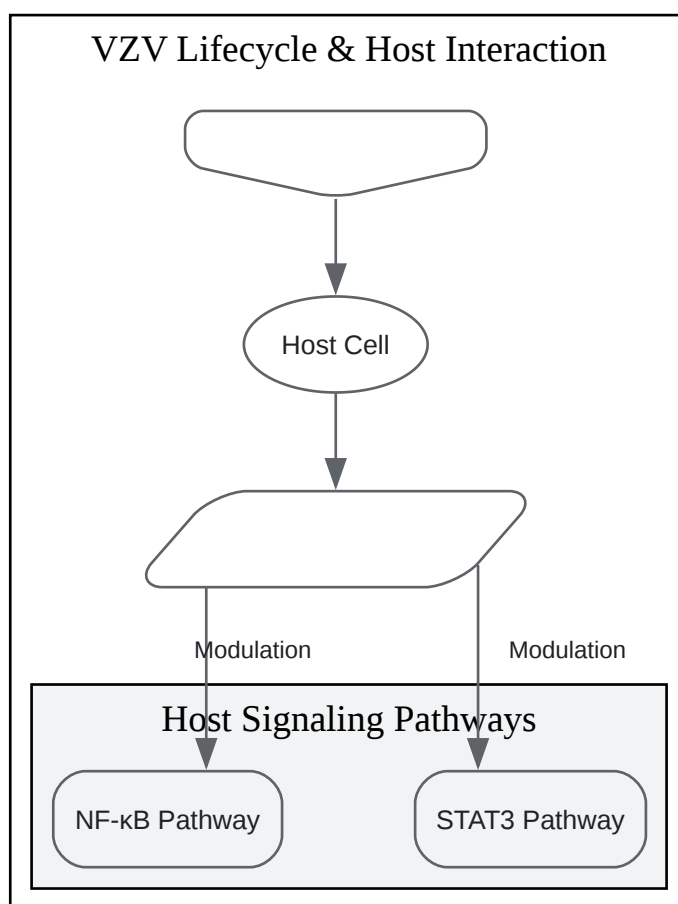 VZV Lifecycle & Host Interaction
Host Cell
Modulation
Modulation
Host Signaling Pathways
NF-κB Pathway
STAT3 Pathway